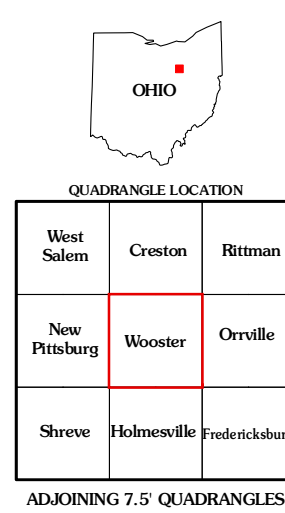 OHIO
QUADRANGLE LOCATION
West
Salem
Creston
Rittman
New
Pittsburg
Wooster
Orrville
Shreve
Holmesville
Fredericksbur
ADJOINING 7.5' QUADRANGLES